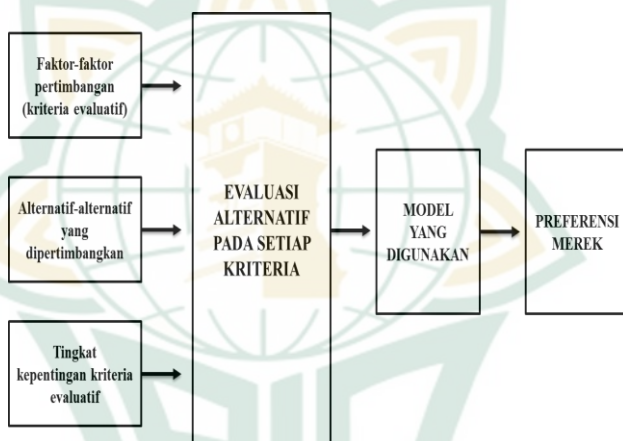 Faktor-faktor
pertimbangan
(kriteria evaluatif)
Alternatif-alternatif
yang
dipertimbangkan
Tingkat
kepentingan kriteria
evaluatif
EVALUASI
ALTERNATIF
PADA SETIAP
KRITERIA
MODEL
YANG
DIGUNAKAN
PREFERENSI
MEREK